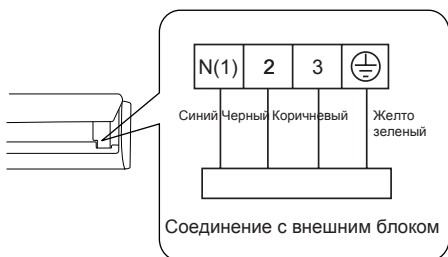 N(1) 2 3
Синий Черный Коричневый Желто
зеленый
Соединение с внешним блоком